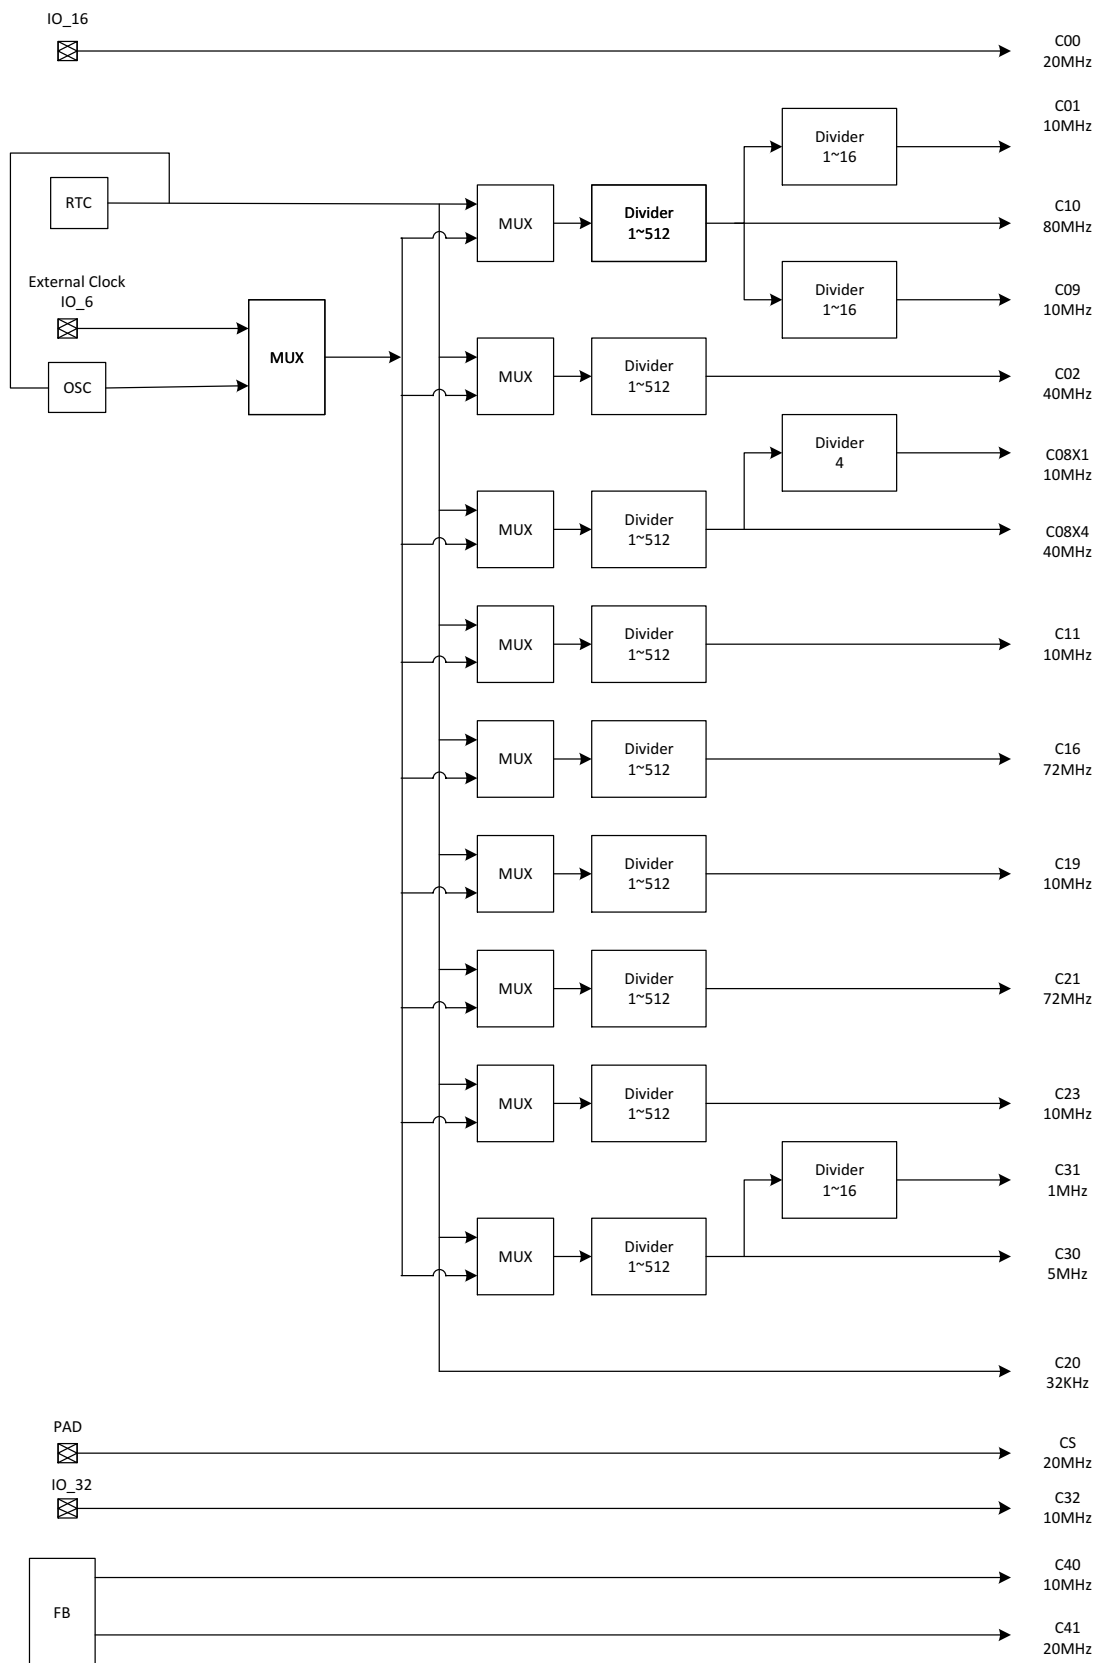 IO_16
C00
20MHz
C01
10MHz
Divider
1~16
RTC
MUX
Divider
1~512
C10
80MHz
External Clock
IO_6
Divider
1~16
C09
10MHz
MUX
OSC
MUX
Divider
1~512
C02
40MHz
Divider
4
C08X1
10MHz
MUX
Divider
1~512
C08X4
40MHz
MUX
Divider
1~512
C11
10MHz
MUX
Divider
1~512
C16
72MHz
MUX
Divider
1~512
C19
10MHz
MUX
Divider
1~512
C21
72MHz
MUX
Divider
1~512
C23
10MHz
Divider
1~16
C31
1MHz
MUX
Divider
1~512
C30
5MHz
C20
32KHz
PAD
CS
20MHz
IO_32
C32
10MHz
FB
C40
10MHz
C41
20MHz